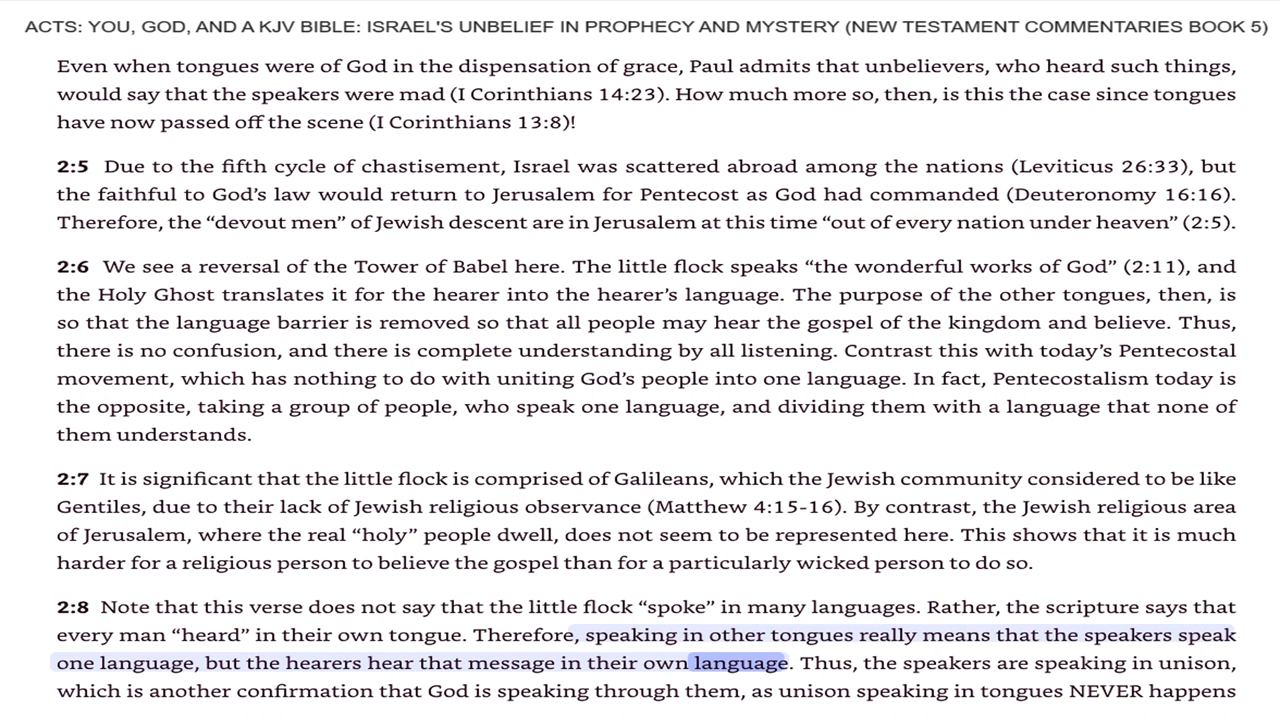 ACTS: YOU, GOD, AND A KJV BIBLE: ISRAEL'S UNBELIEF IN PROPHECY AND MYSTERY (NEW TESTAMENT COMMENTARIES BOOK 5)
Even when tongues were of God in the dispensation of grace, Paul admits that unbelievers, who heard such things,
would say that the speakers were mad (I Corinthians 14:23). How much more so, then, is this the case since tongues
have now passed off the scene (I Corinthians 13:8)!
2:5 Due to the fifth cycle of chastisement, Israel was scattered abroad among the nations (Leviticus 26:33), but
the faithful to God’s law would return to Jerusalem for Pentecost as God had commanded (Deuteronomy 16:16).
Therefore, the “devout men” of Jewish descent are in Jerusalem at this time “out of every nation under heaven” (2:5).
2:6 We see a reversal of the Tower of Babel here. The little flock speaks “the wonderful works of God” (2:11), and
the Holy Ghost translates it for the hearer into the hearer’s language. The purpose of the other tongues, then, is
so that the language barrier is removed so that all people may hear the gospel of the kingdom and believe. Thus,
there is no confusion, and there is complete understanding by all listening. Contrast this with today’s Pentecostal
movement, which has nothing to do with uniting God’s people into one language. In fact, Pentecostalism today is
the opposite, taking a group of people, who speak one language, and dividing them with a language that none of
them understands.
2:7 It is significant that the little flock is comprised of Galileans, which the Jewish community considered to be like
Gentiles, due to their lack of Jewish religious observance (Matthew 4:15-16). By contrast, the Jewish religious area
of Jerusalem, where the real “holy” people dwell, does not seem to be represented here. This shows that it is much
harder for a religious person to believe the gospel than for a particularly wicked person to do so.
2:8 Note that this verse does not say that the little flock “spoke” in many languages. Rather, the scripture says that
every man “heard” in their own tongue. Therefore, speaking in other tongues really means that the speakers speak
one language, but the hearers hear that message in their own language. Thus, the speakers are speaking in unison,
which is another confirmation that God is speaking through them, as unison speaking in tongues NEVER happens